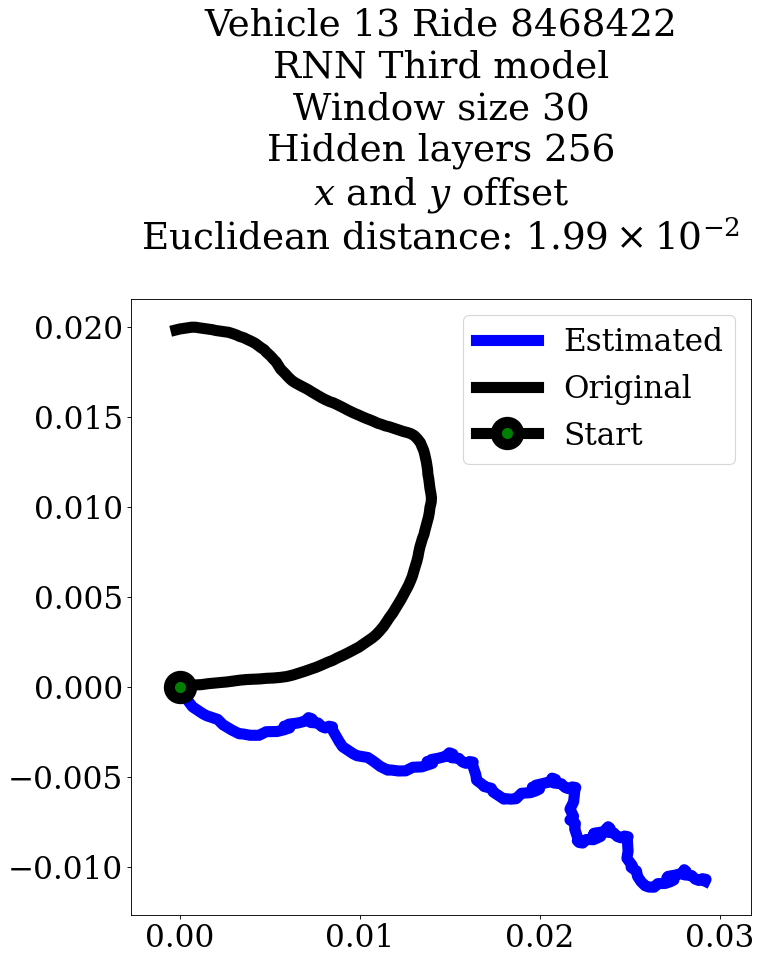 Vehicle 13 Ride 8468422
RNN Third model
Window size 30
Hidden layers 256
x and y offset
Euclidean distance: 1.99 × 10⁻²
Estimated
Original
Start
0.020
0.015
0.010
0.005
0.000
−0.005
−0.010
0.00 0.01 0.02 0.03